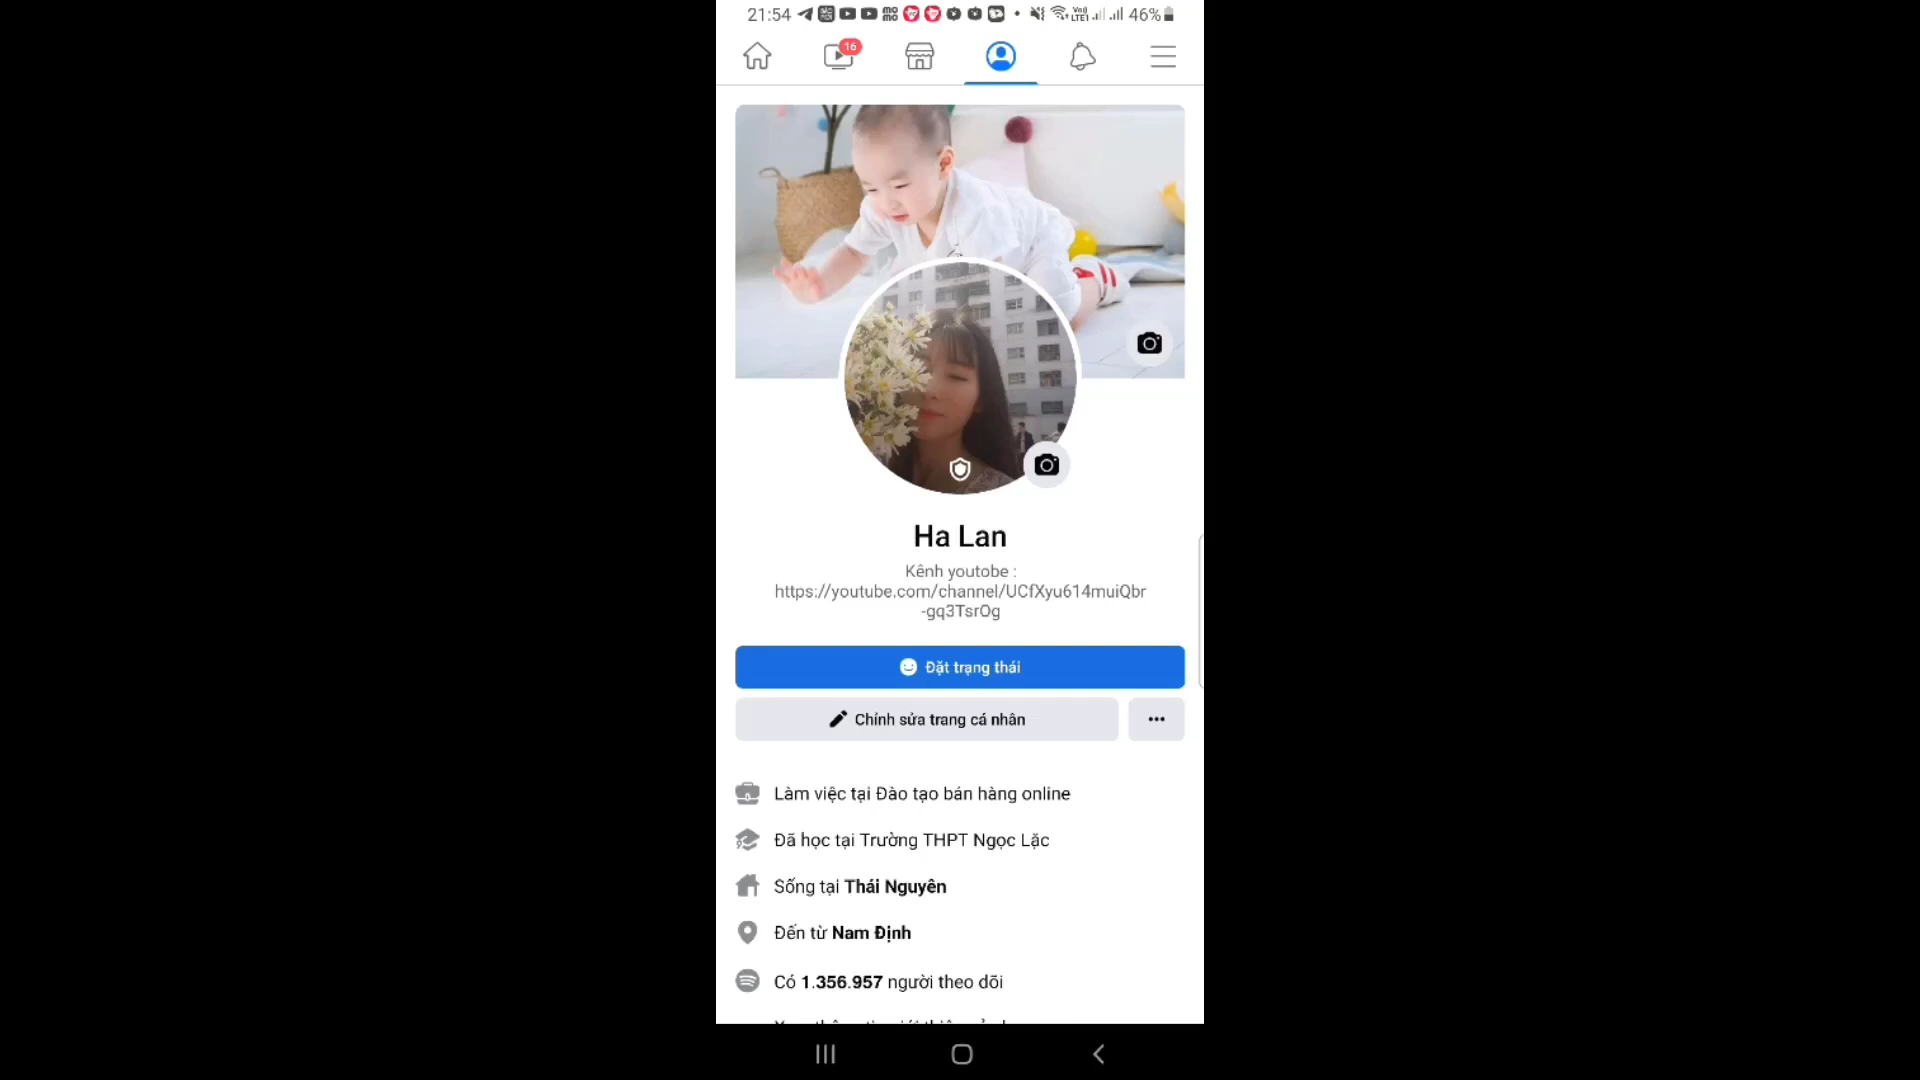 21:54 46%
16
Ha Lan
Kênh youtobe :
https://youtube.com/channel/UCfXyu614muiQbr
-gq3TsrOg
Đặt trạng thái
Chỉnh sửa trang cá nhân
Làm việc tại Đào tạo bán hàng online
Đã học tại Trường THPT Ngọc Lặc
Sống tại Thái Nguyên
Đến từ Nam Định
Có 1.356.957 người theo dõi